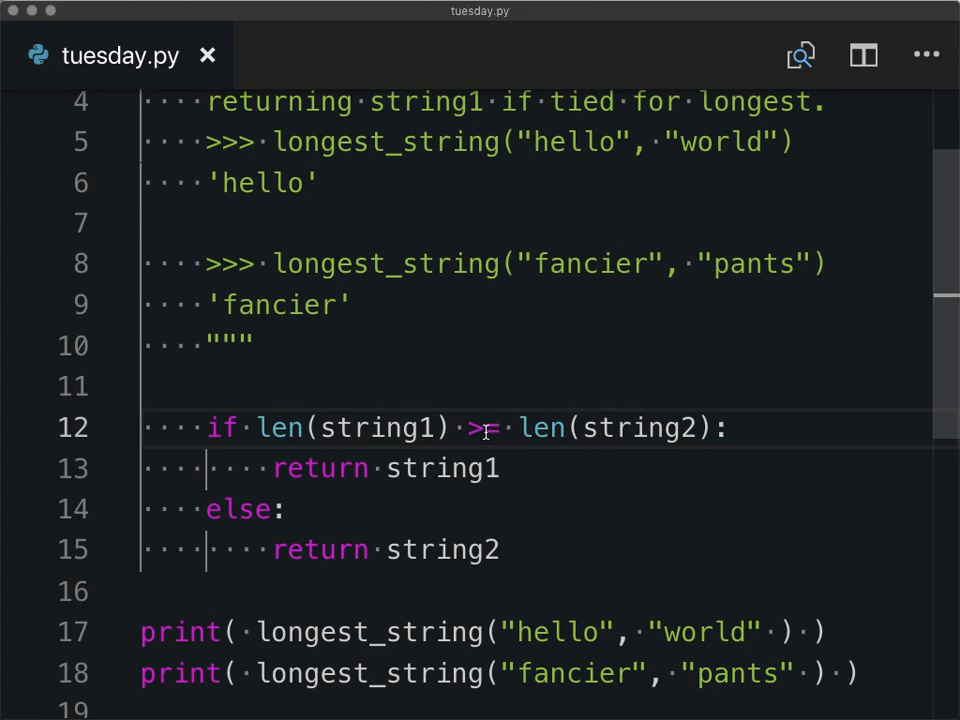 tuesday.py
tuesday.py ×
4 ····returning·string1·if·tied·for·longest.
5 ····>>>·longest_string("hello",·"world")
6 ····'hello'
7
8 ····>>>·longest_string("fancier",·"pants")
9 ····'fancier'
10 ····"""
11
12 ····if·len(string1)·>=·len(string2):
13 ········return·string1
14 ····else:
15 ········return·string2
16
17 print(·longest_string("hello",·"world"·)·)
18 print(·longest_string("fancier",·"pants"·)·)
19